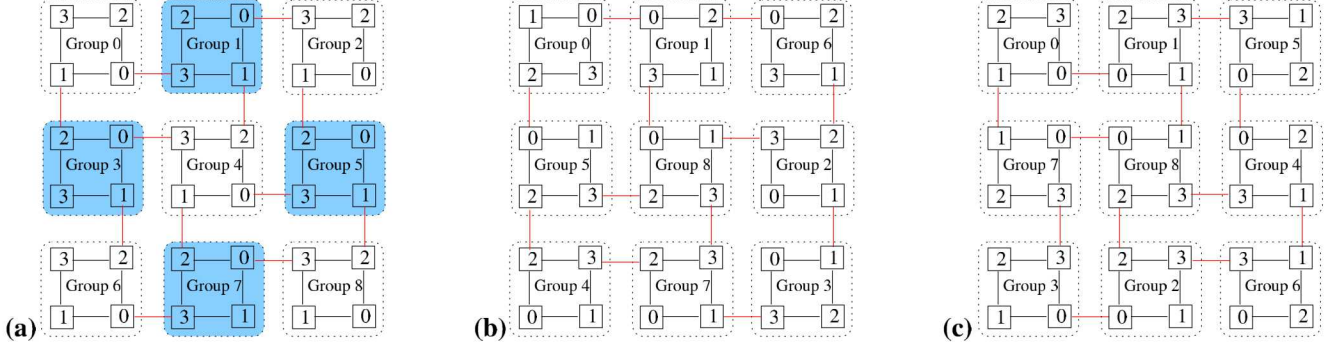 3 2 2 0 3 2
Group 0 Group 1 Group 2
1 0 3 1 1 0
2 0 3 2 2 0
Group 3 Group 4 Group 5
3 1 1 0 3 1
3 2 2 0 3 2
Group 6 Group 7 Group 8
(a) 1 0 3 1 1 0
1 0 0 2 0 2
Group 0 Group 1 Group 6
2 3 3 1 3 1
0 1 0 1 3 2
Group 5 Group 8 Group 2
2 3 2 3 0 1
2 3 2 3 0 1
Group 4 Group 7 Group 3
(b) 0 1 0 1 3 2
2 3 2 3 3 1
Group 0 Group 1 Group 5
1 0 0 1 0 2
1 0 0 1 0 2
Group 7 Group 8 Group 4
2 3 2 3 3 1
2 3 2 3 3 1
Group 3 Group 2 Group 6
(c) 1 0 0 1 0 2